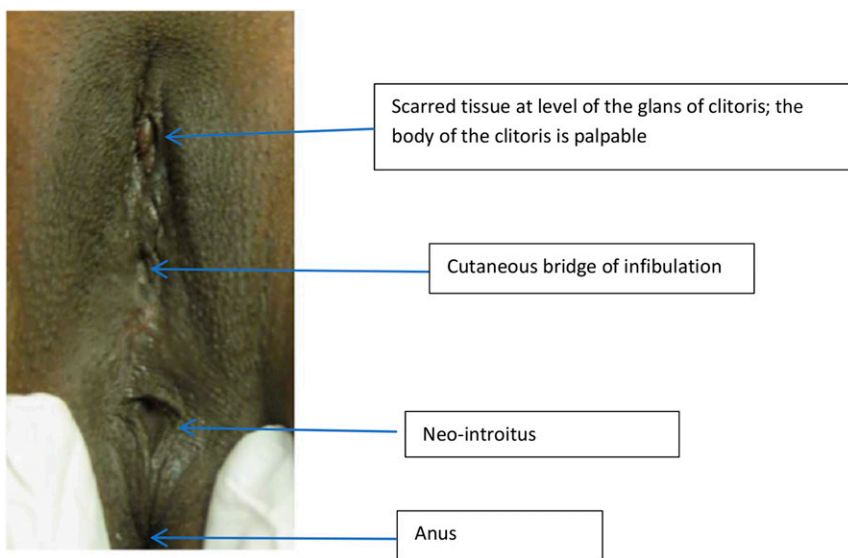 Scarred tissue at level of the glans of clitoris; the
body of the clitoris is palpable
Cutaneous bridge of infibulation
Neo-introitus
Anus